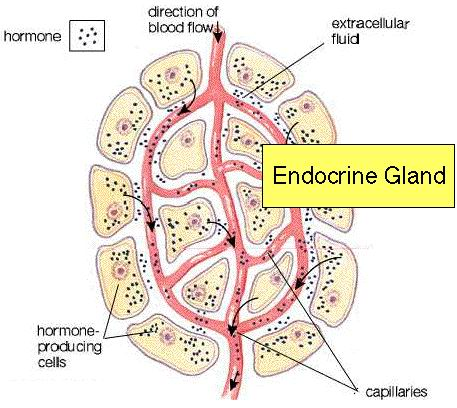 direction of
blood flow
hormone
extracellular
fluid
Endocrine Gland
hormone-
producing
cells
capillaries